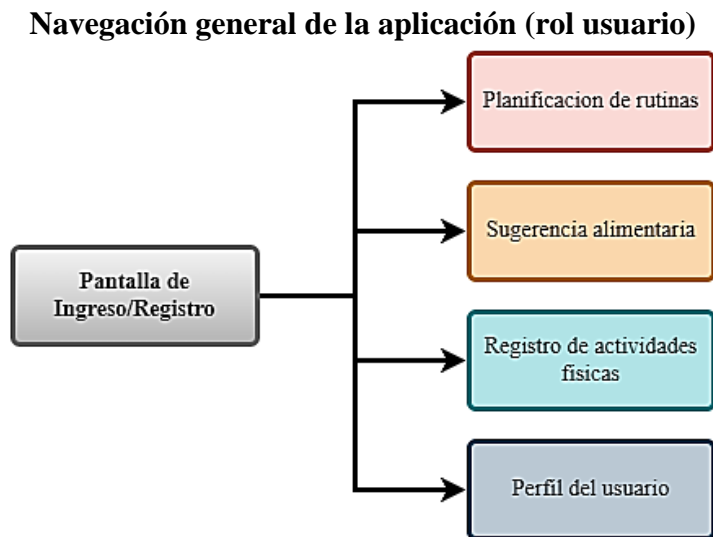 Navegación general de la aplicación (rol usuario)
Planificacion de rutinas
Sugerencia alimentaria
Pantalla de
Ingreso/Registro
Registro de actividades
físicas
Perfil del usuario